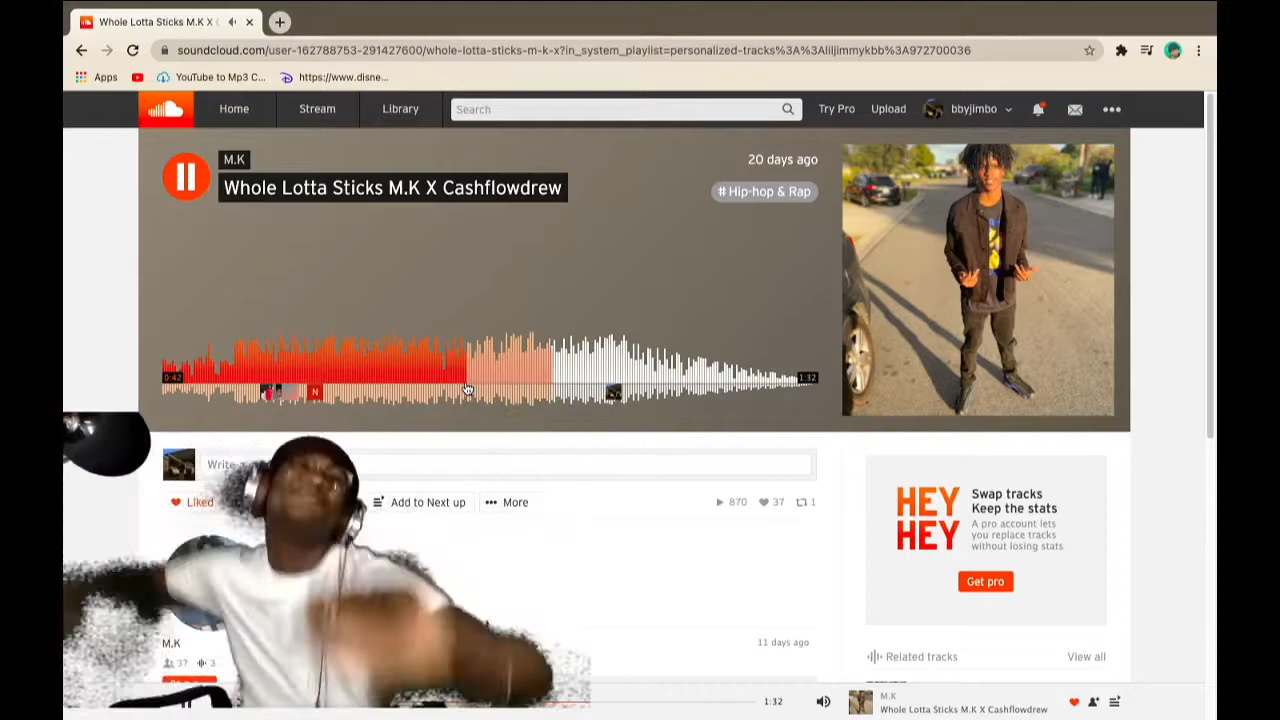 Whole Lotta Sticks M.K X
soundcloud.com/user-162788753-291427600/whole-lotta-sticks-m-k-x?in_system_playlist=personalized-tracks%3A%3Aliljimmykbb%3A972700036
Apps YouTube to Mp3 C... https://www.disne...
Home Stream Library Search Try Pro Upload bbyjimbo
M.K
20 days ago
Whole Lotta Sticks M.K X Cashflowdrew
# Hip-hop & Rap
0:42
1:32
N
Write
Liked Add to Next up More 870 37 1
HEY HEY
Swap tracks
Keep the stats
A pro account lets
you replace tracks
without losing stats
Get pro
M.K
11 days ago
37 3
Related tracks View all
1:32
M.K
Whole Lotta Sticks M.K X Cashflowdrew